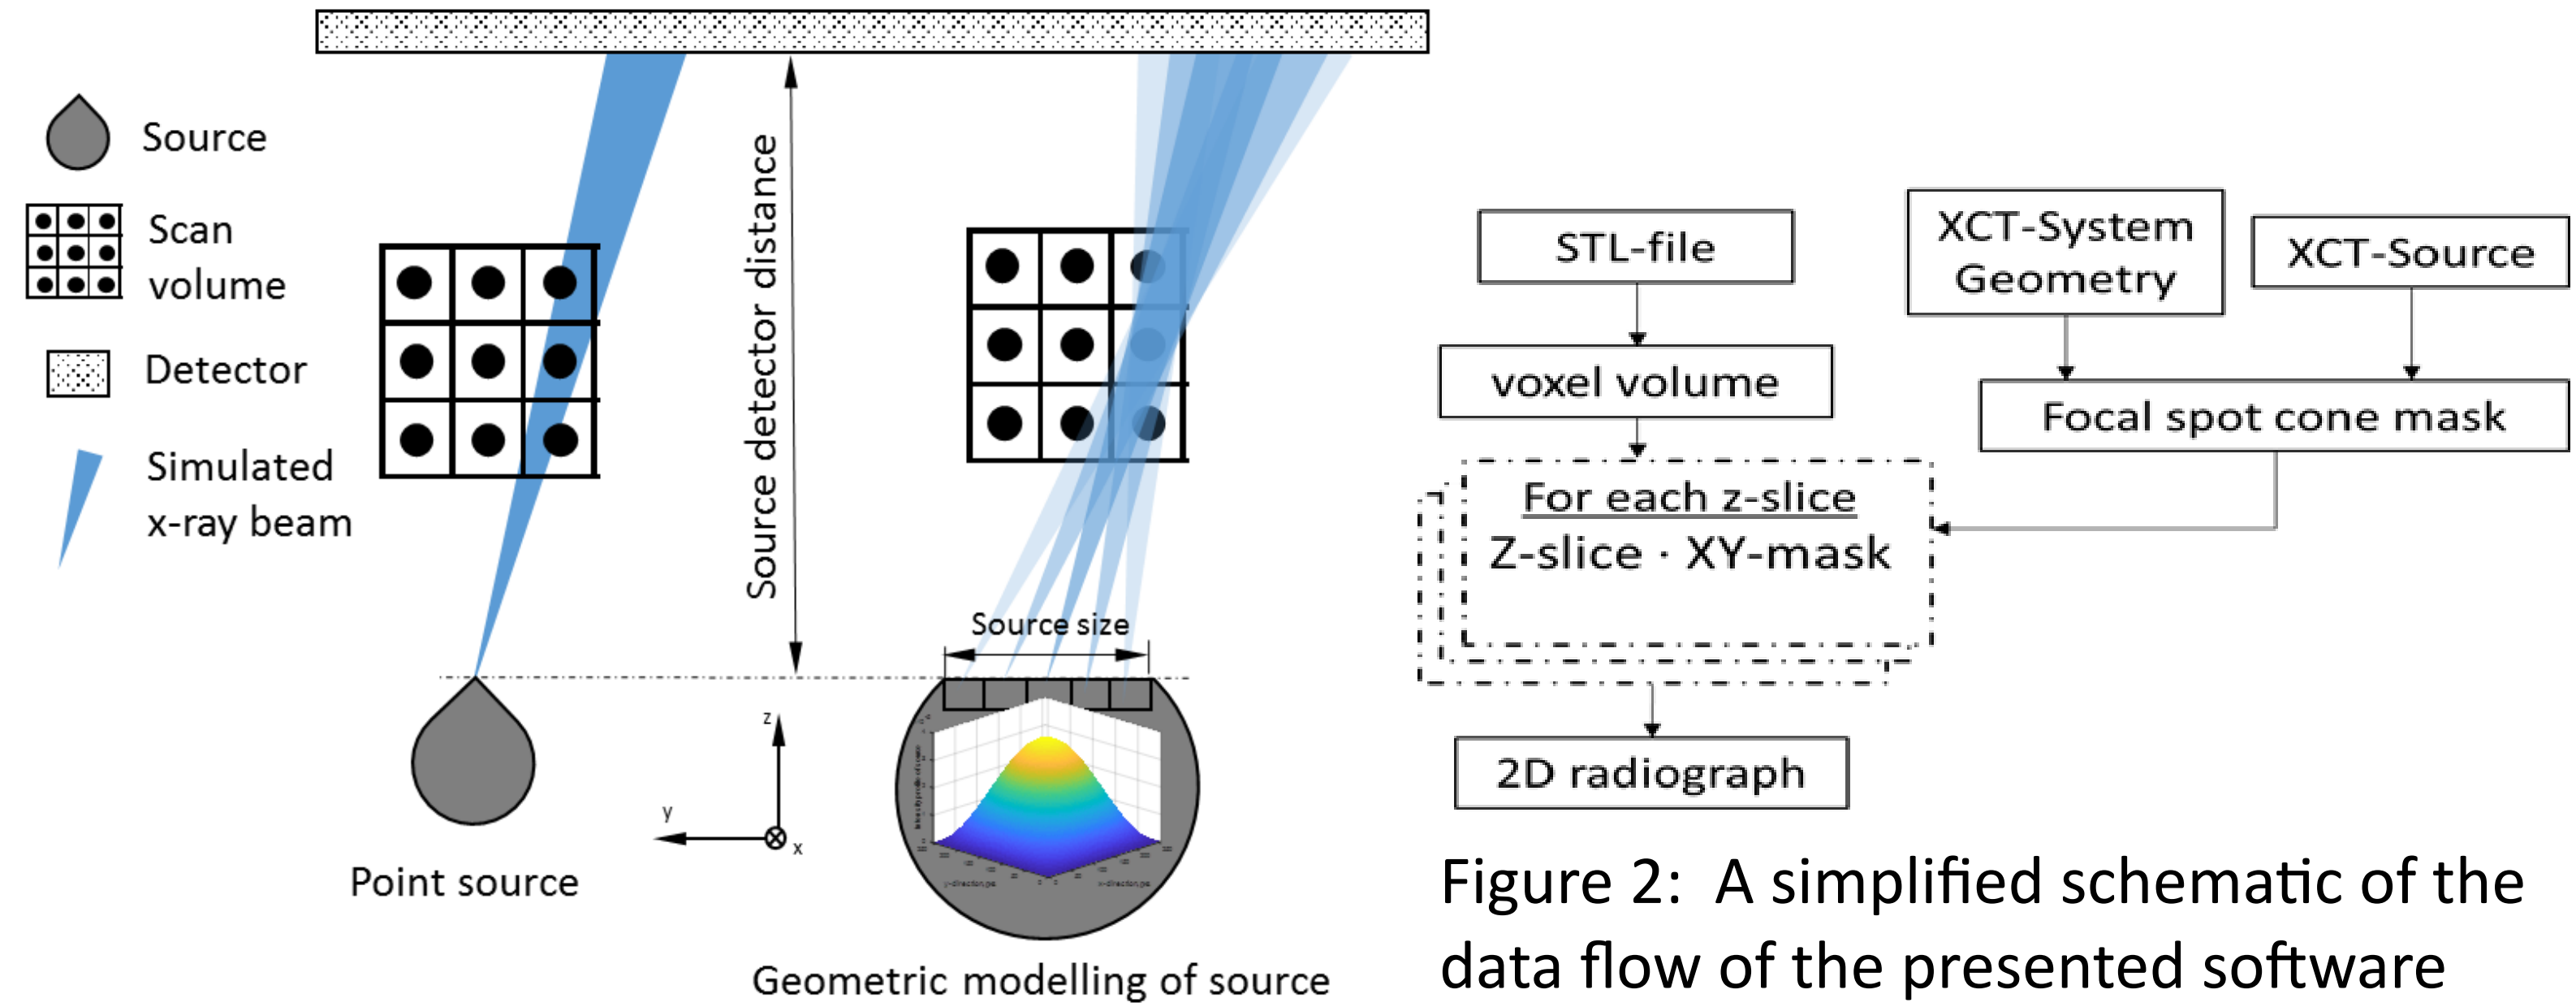 Source
Scan
volume
Detector
Simulated
x-ray beam
Source detector distance
Source size
z
y
x
Point source
Geometric modelling of source
STL-file
voxel volume
XCT-System
Geometry
XCT-Source
Focal spot cone mask
For each z-slice
Z-slice · XY-mask
2D radiograph
Figure 2: A simplified schematic of the
data flow of the presented software